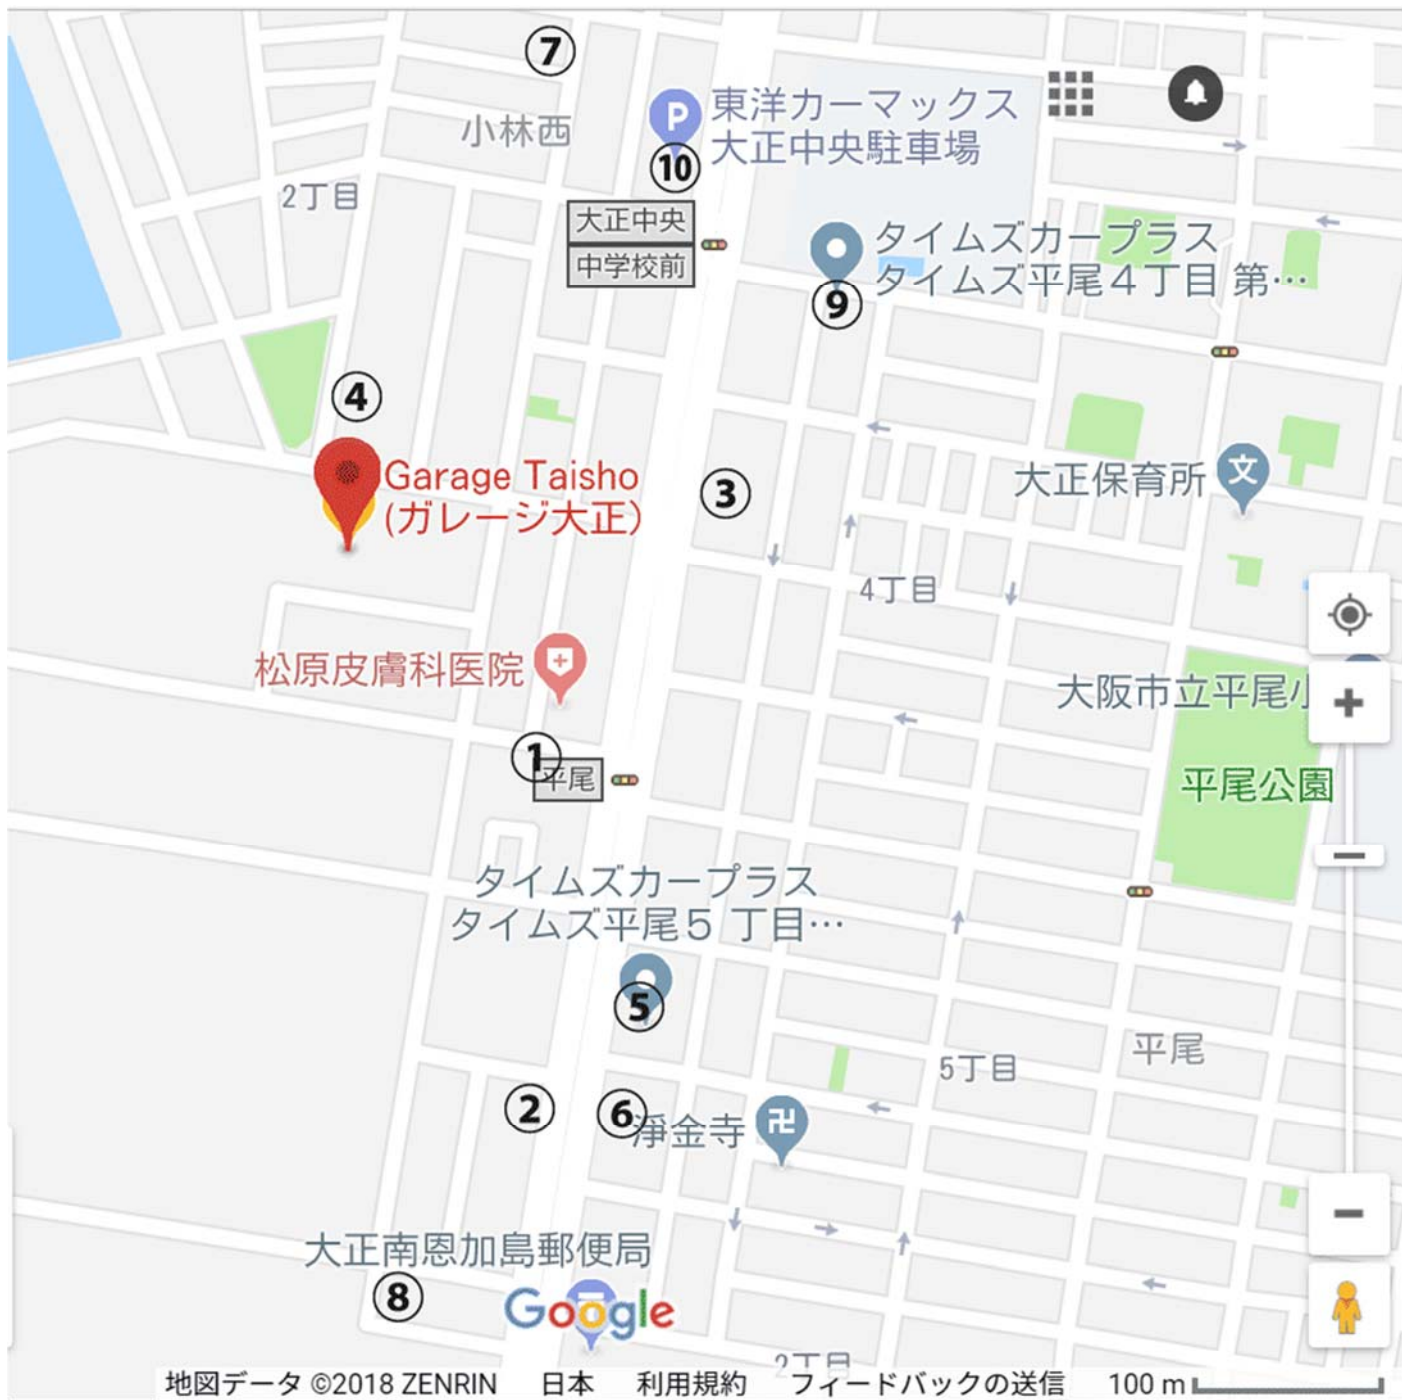 ⑦
東洋カーマックス
大正中央駐車場
P
小林西
⑩
2丁目
大正中央
中学校前
タイムズカープラス
タイムズ平尾4丁目 第…
⑨
④
Garage Taisho
(ガレージ大正)
③
大正保育所
文
4丁目
松原皮膚科医院
大阪市立平尾小
①
平尾
平尾公園
タイムズカープラス
タイムズ平尾5 丁目…
⑤
平尾
5丁目
②
⑥
淨金寺
卍
大正南恩加島郵便局
⑧
Google
2丁目
地図データ ©2018 ZENRIN 日本 利用規約 フィードバックの送信 100 m